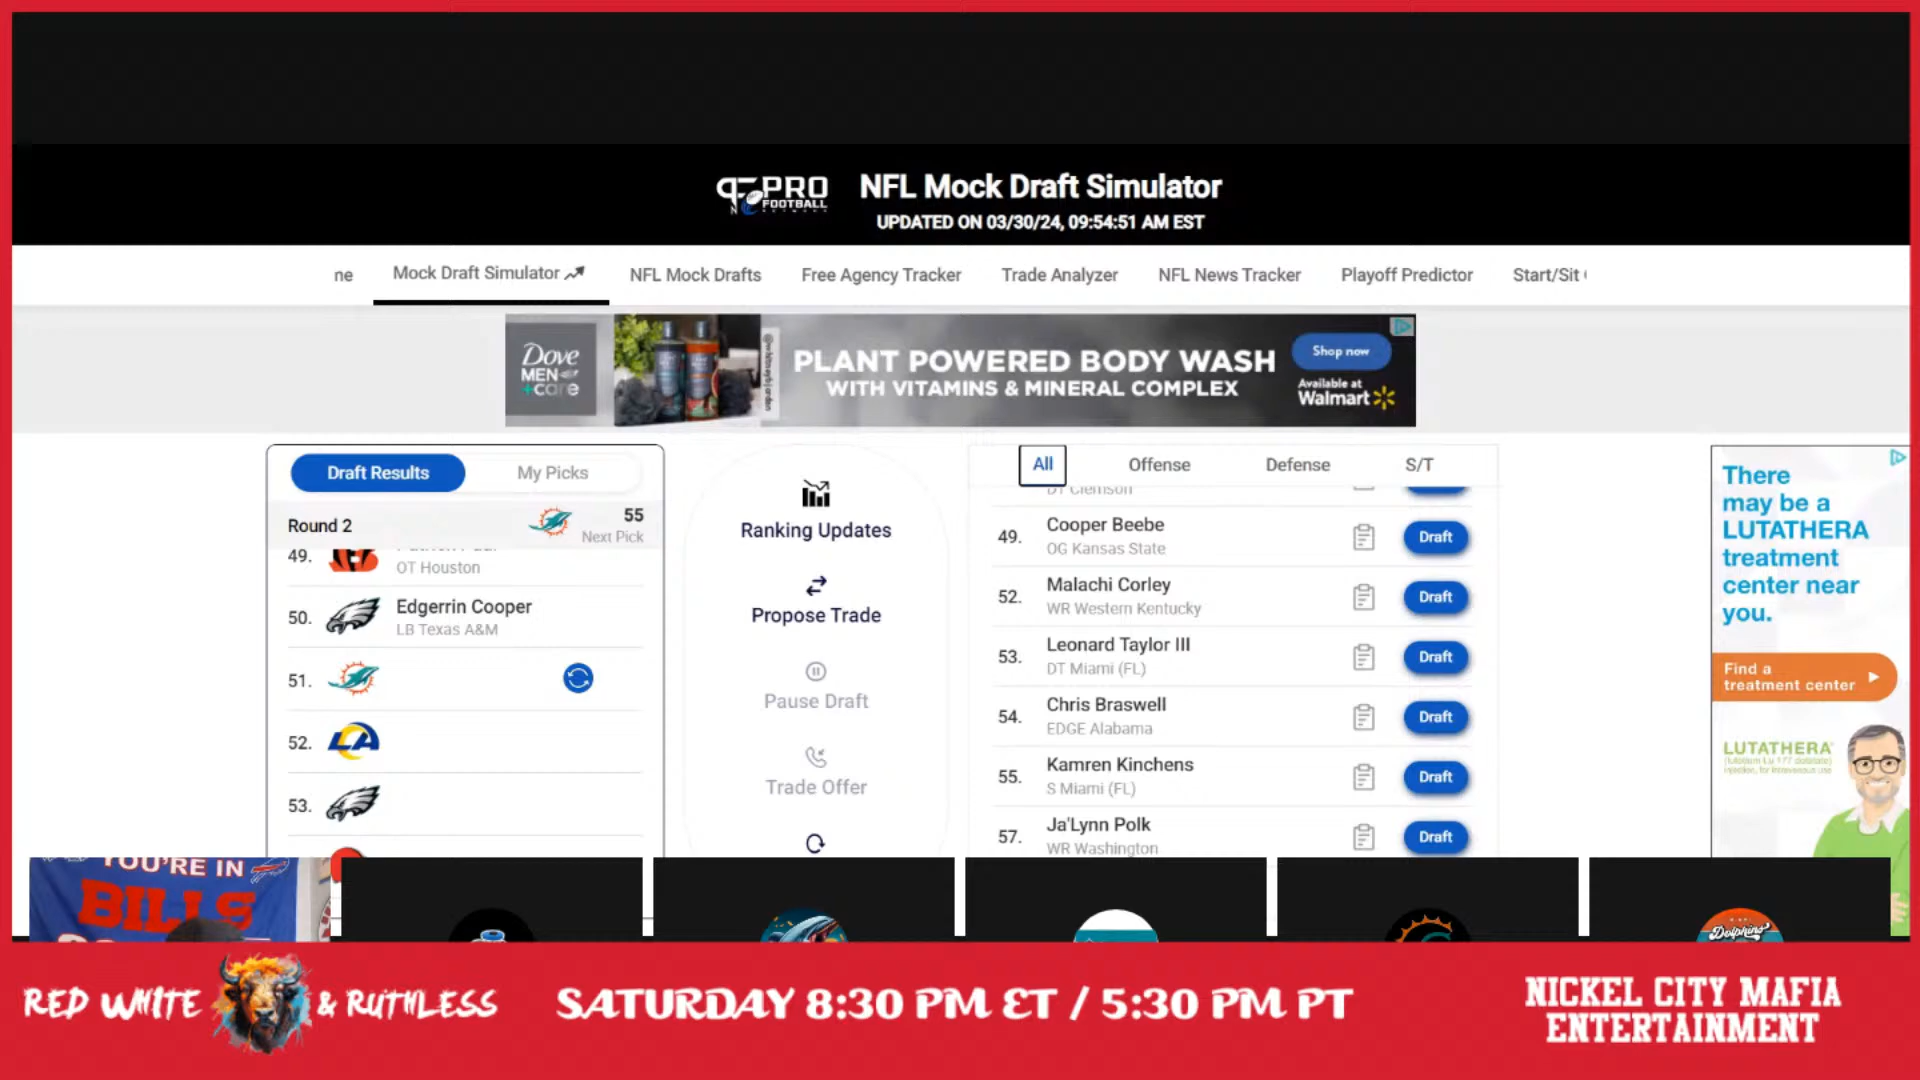 PRO
FOOTBALL
NETWORK
NFL Mock Draft Simulator
UPDATED ON 03/30/24, 09:54:51 AM EST
ne
Mock Draft Simulator
NFL Mock Drafts
Free Agency Tracker
Trade Analyzer
NFL News Tracker
Playoff Predictor
Start/Sit
Dove
MEN
+care
PLANT POWERED BODY WASH
WITH VITAMINS & MINERAL COMPLEX
Shop now
Available at
Walmart
Draft Results
My Picks
Round 2
55
Next Pick
49.
OT Houston
50.
Edgerrin Cooper
LB Texas A&M
51.
52.
LA
53.
Ranking Updates
Propose Trade
Pause Draft
Trade Offer
All
Offense
Defense
S/T
DT Clemson
49.
Cooper Beebe
OG Kansas State
Draft
52.
Malachi Corley
WR Western Kentucky
Draft
53.
Leonard Taylor III
DT Miami (FL)
Draft
54.
Chris Braswell
EDGE Alabama
Draft
55.
Kamren Kinchens
S Miami (FL)
Draft
57.
Ja'Lynn Polk
WR Washington
Draft
There
may be a
LUTATHERA
treatment
center near
you.
Find a
treatment center
LUTATHERA
YOU'RE IN
BILLS
Dolphins
RED WHITE & RUTHLESS
SATURDAY 8:30 PM ET / 5:30 PM PT
NICKEL CITY MAFIA
ENTERTAINMENT